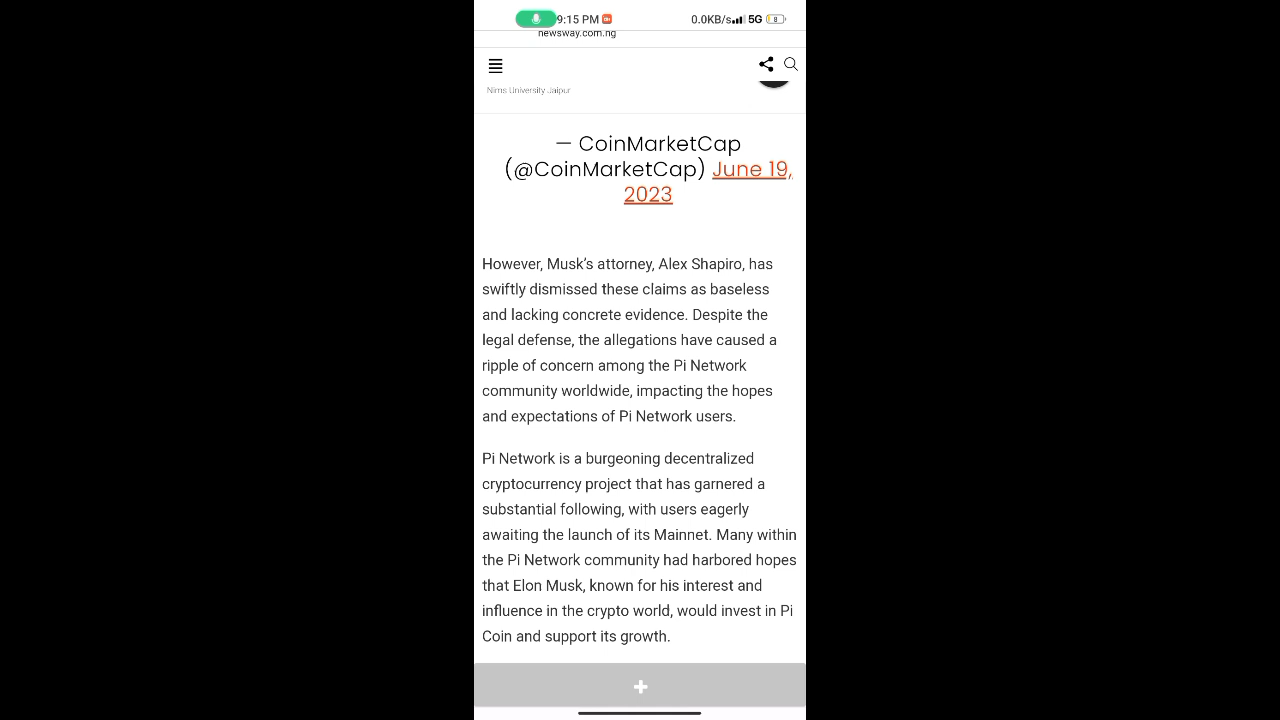 9:15 PM 0.0KB/s 5G 8
newsway.com.ng
Nims University Jaipur
— CoinMarketCap
(@CoinMarketCap) June 19,
2023
However, Musk's attorney, Alex Shapiro, has
swiftly dismissed these claims as baseless
and lacking concrete evidence. Despite the
legal defense, the allegations have caused a
ripple of concern among the Pi Network
community worldwide, impacting the hopes
and expectations of Pi Network users.
Pi Network is a burgeoning decentralized
cryptocurrency project that has garnered a
substantial following, with users eagerly
awaiting the launch of its Mainnet. Many within
the Pi Network community had harbored hopes
that Elon Musk, known for his interest and
influence in the crypto world, would invest in Pi
Coin and support its growth.